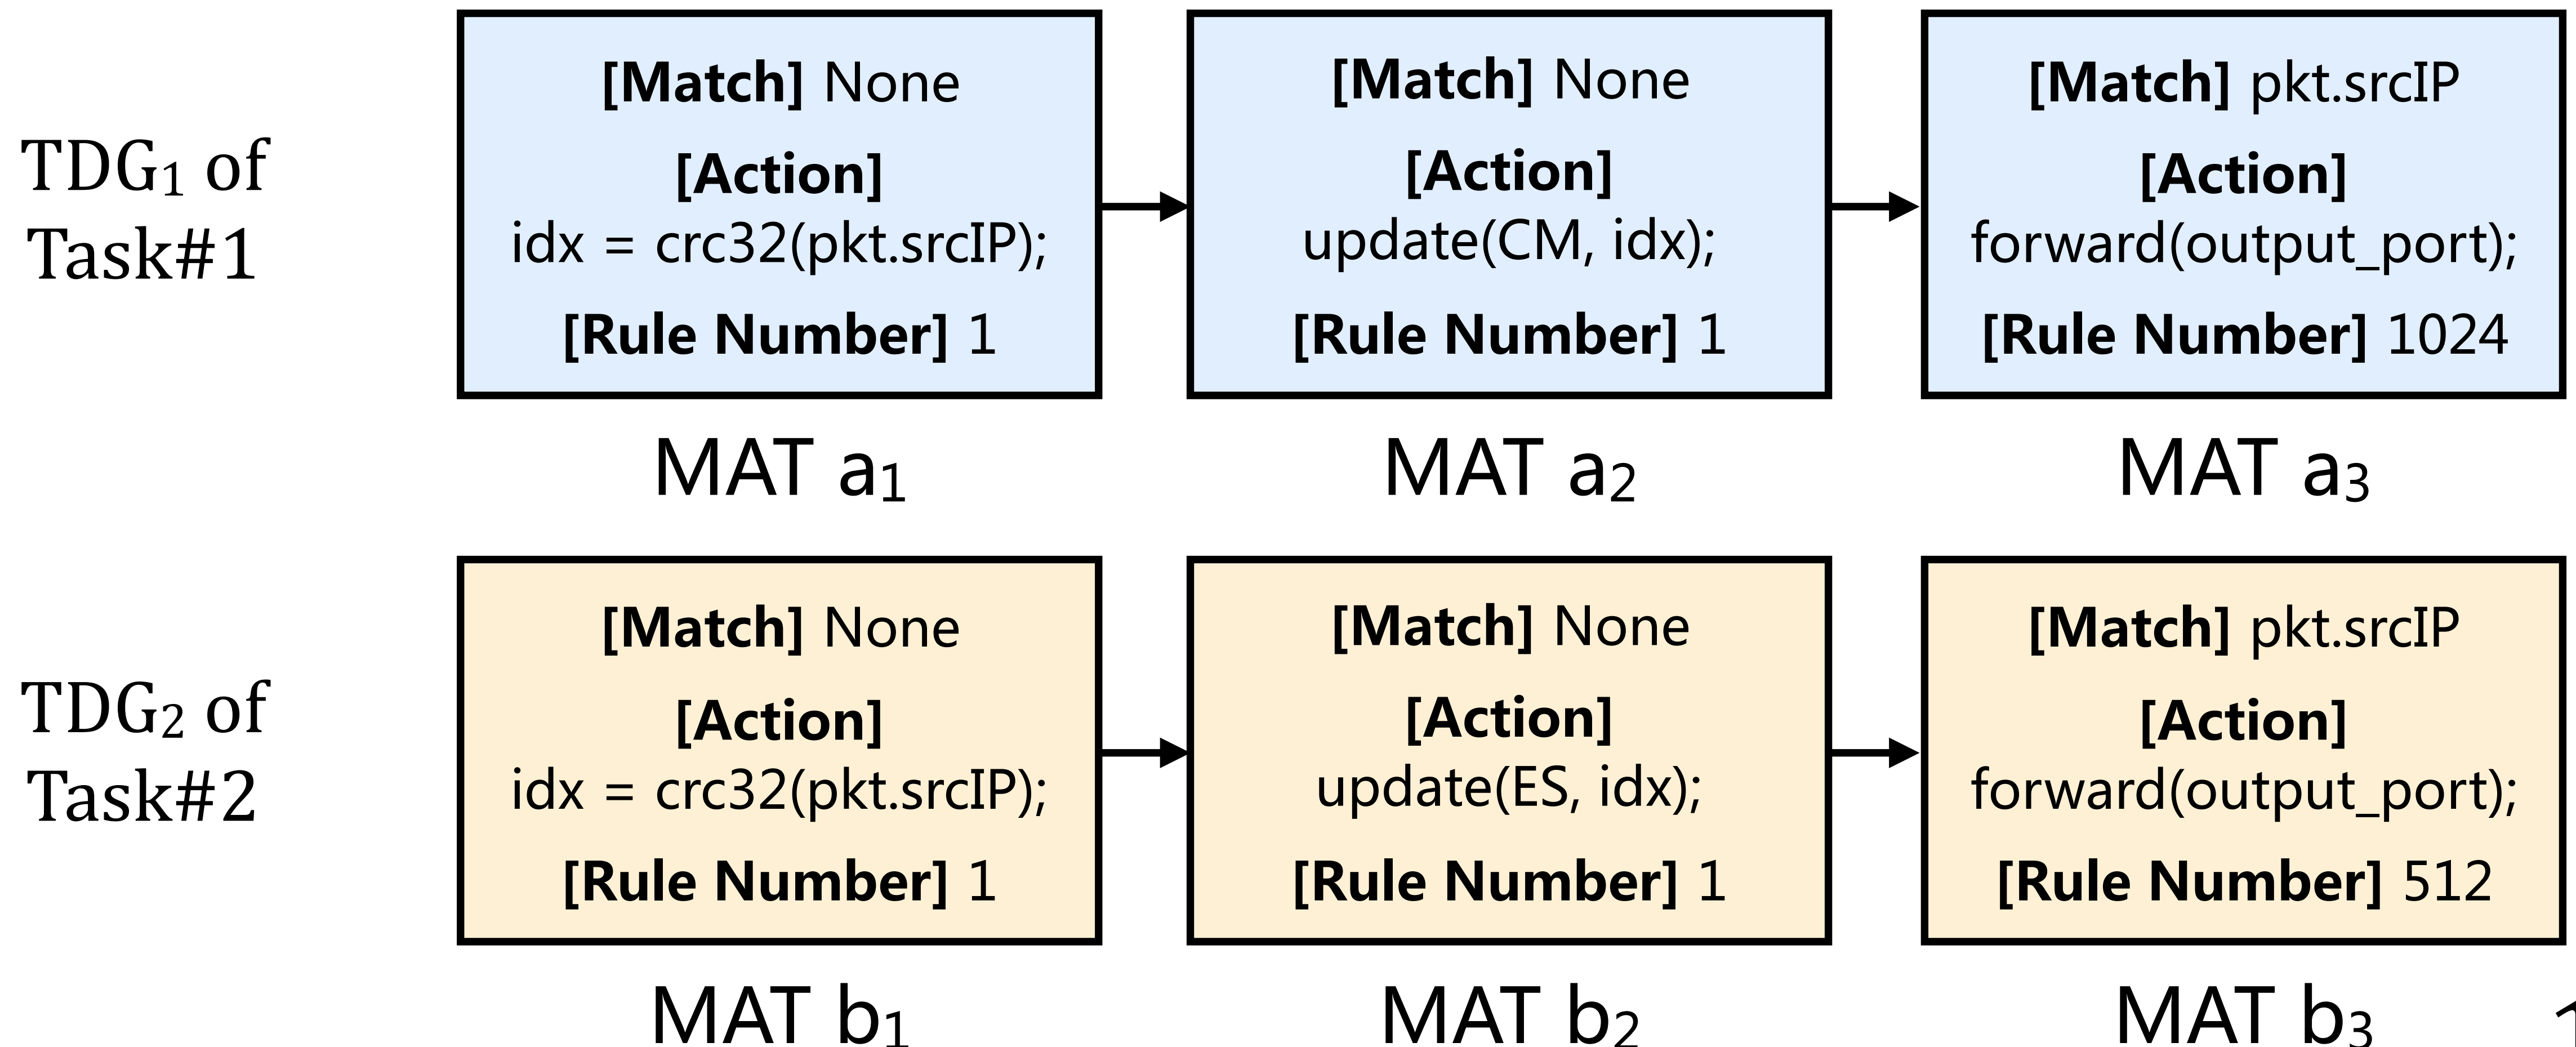 TDG₁ of
Task#1
[Match] None
[Action]
idx = crc32(pkt.srcIP);
[Rule Number] 1
MAT a₁
[Match] None
[Action]
update(CM, idx);
[Rule Number] 1
MAT a₂
[Match] pkt.srcIP
[Action]
forward(output_port);
[Rule Number] 1024
MAT a₃
TDG₂ of
Task#2
[Match] None
[Action]
idx = crc32(pkt.srcIP);
[Rule Number] 1
MAT b₁
[Match] None
[Action]
update(ES, idx);
[Rule Number] 1
MAT b₂
[Match] pkt.srcIP
[Action]
forward(output_port);
[Rule Number] 512
MAT b₃